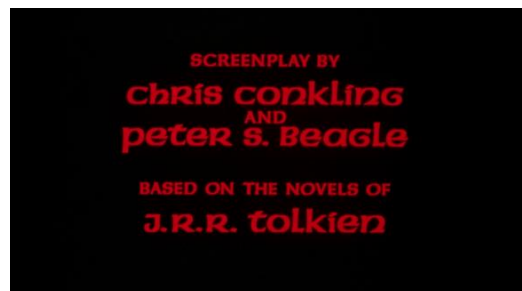 SCREENPLAY BY
Chris Conkling
AND
Peter S. Beagle
BASED ON THE NOVELS OF
J.R.R. Tolkien